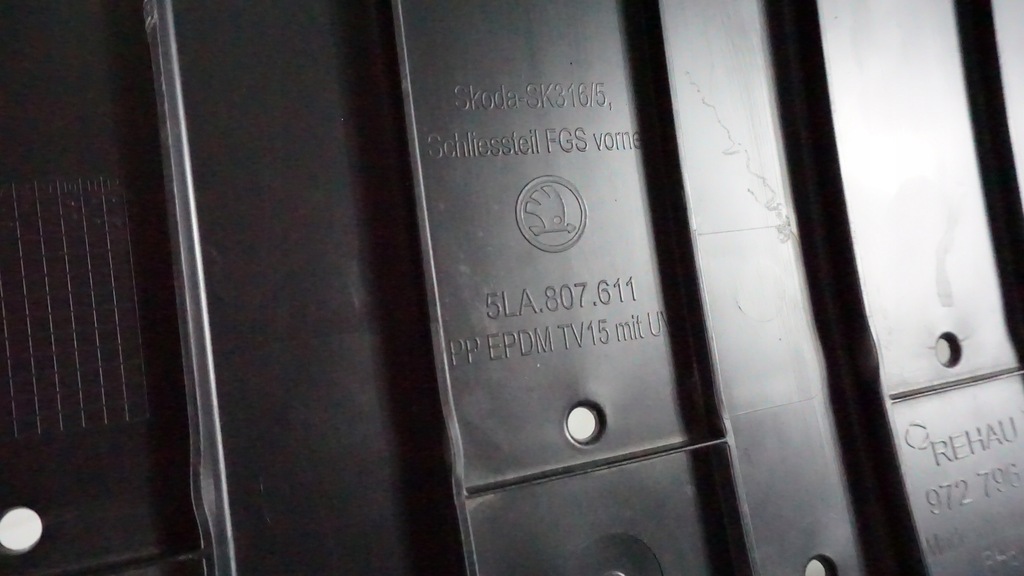 Skoda-SK316/5,
Schliessteil FGS vorne
5LA.807.611
PP EPDM TV15 mit UV
REHAU
972 796